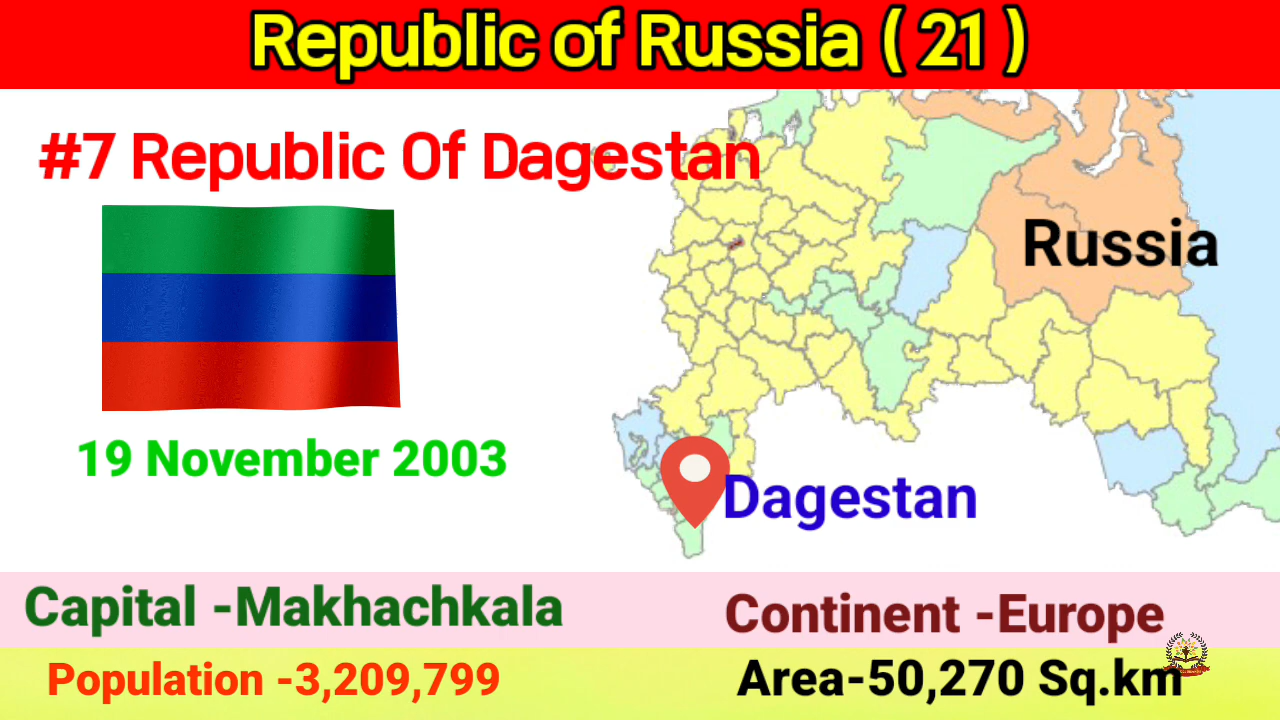 Republic of Russia ( 21 )
#7 Republic Of Dagestan
Russia
19 November 2003
Dagestan
Capital -Makhachkala
Continent -Europe
Population -3,209,799
Area-50,270 Sq.km